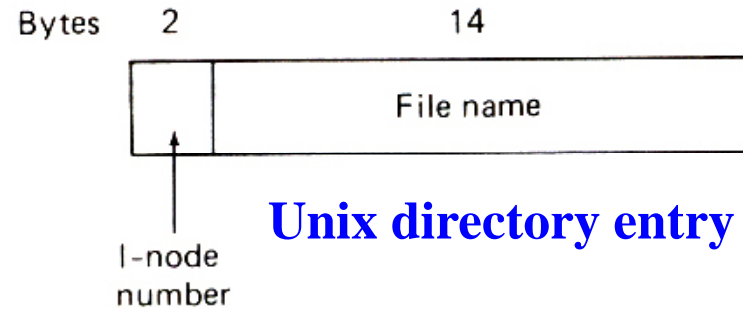 Bytes 2 14
File name
Unix directory entry
I-node
number